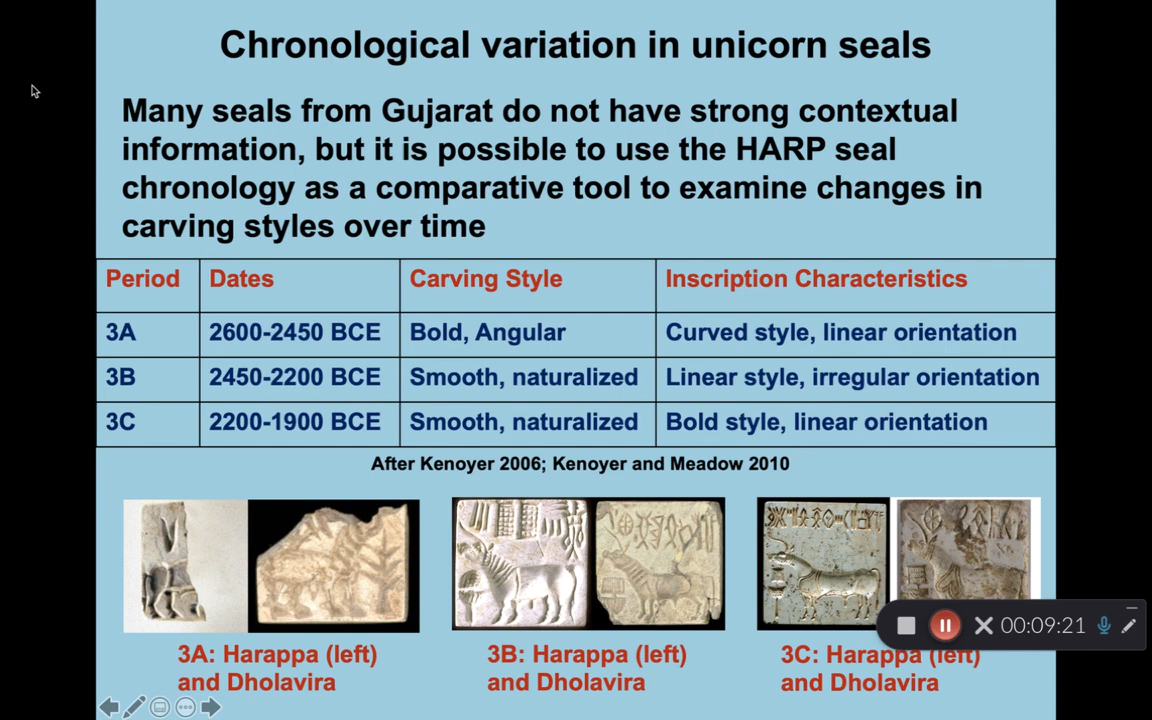 Chronological variation in unicorn seals
Many seals from Gujarat do not have strong contextual
information, but it is possible to use the HARP seal
chronology as a comparative tool to examine changes in
carving styles over time
Period Dates Carving Style Inscription Characteristics
3A 2600-2450 BCE Bold, Angular Curved style, linear orientation
3B 2450-2200 BCE Smooth, naturalized Linear style, irregular orientation
3C 2200-1900 BCE Smooth, naturalized Bold style, linear orientation
After Kenoyer 2006; Kenoyer and Meadow 2010
00:09:21
3A: Harappa (left)
and Dholavira
3B: Harappa (left)
and Dholavira
3C: Harappa (left)
and Dholavira